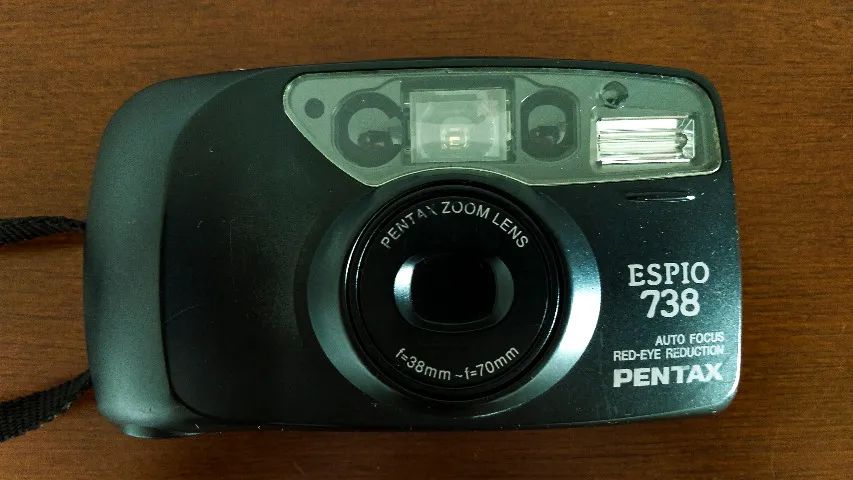 PENTAX ZOOM LENS
f=38mm ~f=70mm
ESPIO
738
AUTO FOCUS
RED-EYE REDUCTION
PENTAX